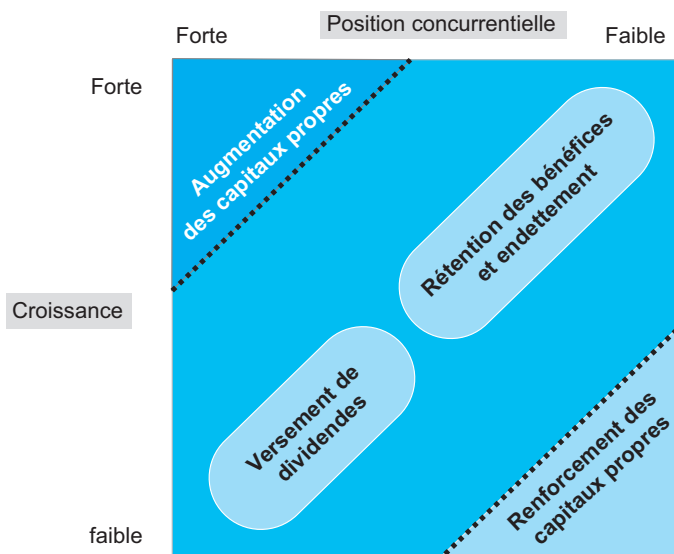 Position concurrentielle
Forte
Faible
Forte
Augmentation
des capitaux propres
Rétention des bénéfices
et endettement
Croissance
Versement de
dividendes
Renforcement des
capitaux propres
faible